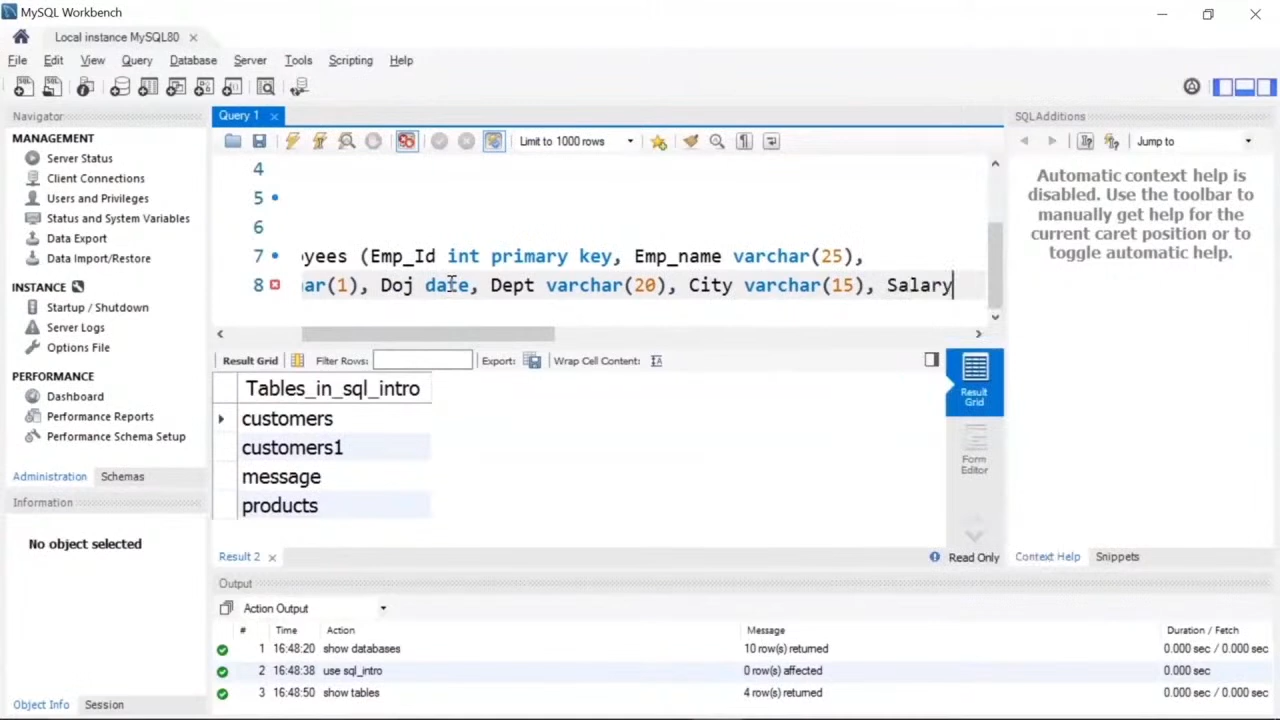 MySQL Workbench
Local instance MySQL80
File Edit View Query Database Server Tools Scripting Help
Navigator
MANAGEMENT
Server Status
Client Connections
Users and Privileges
Status and System Variables
Data Export
Data Import/Restore
INSTANCE
Startup / Shutdown
Server Logs
Options File
PERFORMANCE
Dashboard
Performance Reports
Performance Schema Setup
Administration Schemas
Information
No object selected
Object Info Session
Query 1
Limit to 1000 rows
4
5
6
7 oyees (Emp_Id int primary key, Emp_name varchar(25),
8 har(1), Doj date, Dept varchar(20), City varchar(15), Salary
Result Grid Filter Rows: Export: Wrap Cell Content:
Tables_in_sql_intro
customers
customers1
message
products
Result Grid
Form Editor
Result 2
Read Only
Output
Action Output
# Time Action Message Duration / Fetch
1 16:48:20 show databases 10 row(s) returned 0.000 sec / 0.000 sec
2 16:48:38 use sql_intro 0 row(s) affected 0.000 sec
3 16:48:50 show tables 4 row(s) returned 0.000 sec / 0.000 sec
SQLAdditions
Jump to
Automatic context help is
disabled. Use the toolbar to
manually get help for the
current caret position or to
toggle automatic help.
Context Help Snippets